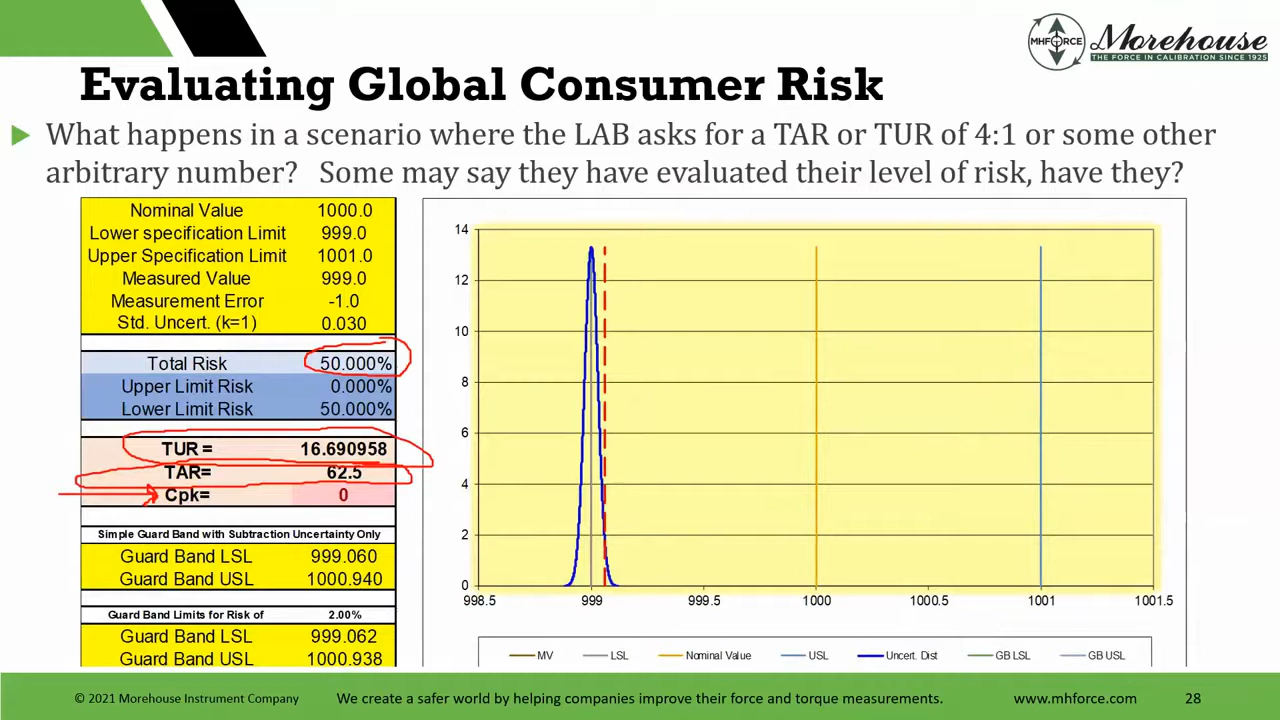 MHFORCE
Morehouse
THE FORCE IN CALIBRATION SINCE 1925
Evaluating Global Consumer Risk
What happens in a scenario where the LAB asks for a TAR or TUR of 4:1 or some other
arbitrary number? Some may say they have evaluated their level of risk, have they?
Nominal Value 1000.0
Lower specification Limit 999.0
Upper Specification Limit 1001.0
Measured Value 999.0
Measurement Error -1.0
Std. Uncert. (k=1) 0.030
Total Risk 50.000%
Upper Limit Risk 0.000%
Lower Limit Risk 50.000%
TUR = 16.690958
TAR= 62.5
Cpk= 0
Simple Guard Band with Subtraction Uncertainty Only
Guard Band LSL 999.060
Guard Band USL 1000.940
Guard Band Limits for Risk of 2.00%
Guard Band LSL 999.062
Guard Band USL 1000.938
14
12
10
8
6
4
2
0
998.5 999 999.5 1000 1000.5 1001 1001.5
MV LSL Nominal Value USL Uncert. Dist GB LSL GB USL
© 2021 Morehouse Instrument Company We create a safer world by helping companies improve their force and torque measurements. www.mhforce.com 28